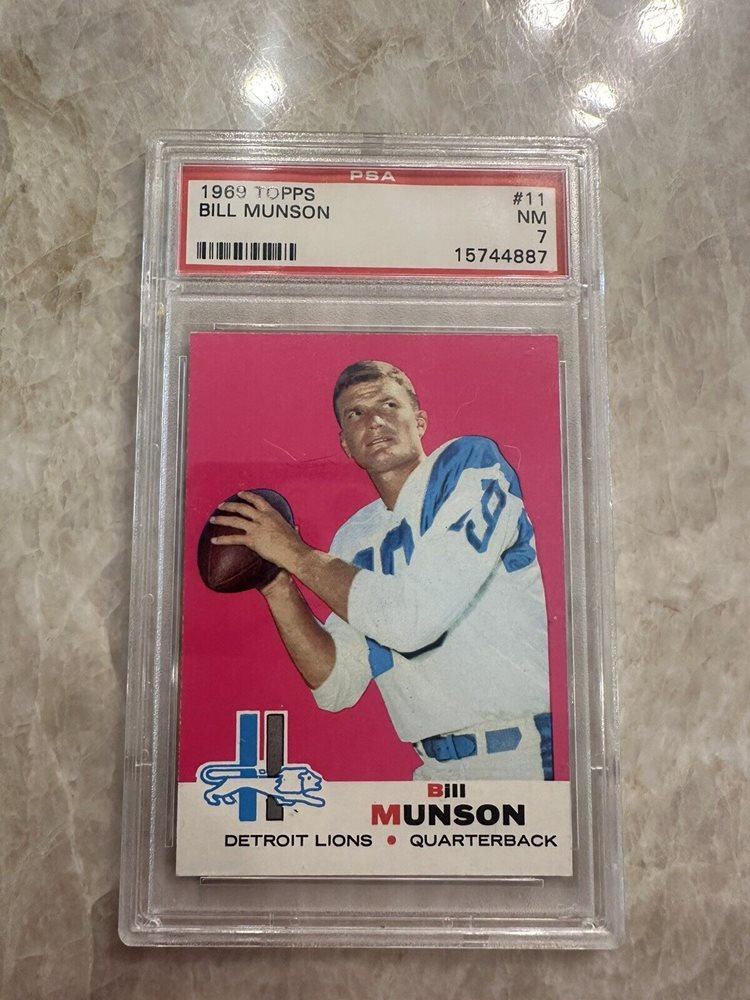 PSA
1969 TOPPS #11
BILL MUNSON NM
7
15744887
Bill
MUNSON
DETROIT LIONS • QUARTERBACK